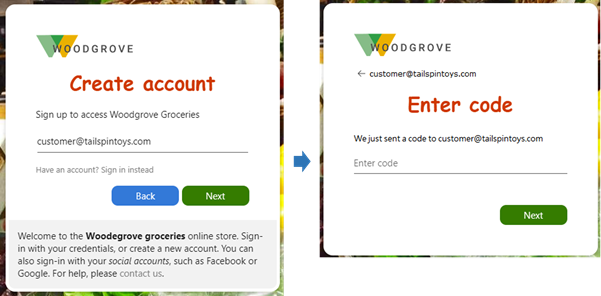 WOODGROVE
Create account
Sign up to access Woodgrove Groceries
customer@tailspintoys.com
Have an account? Sign in instead
Back
Next
Welcome to the Woodegrove groceries online store. Sign-
in with your credentials, or create a new account. You can
also sign-in with your social accounts, such as Facebook or
Google. For help, please contact us.
WOODGROVE
customer@tailspintoys.com
Enter code
We just sent a code to customer@tailspintoys.com
Enter code
Next